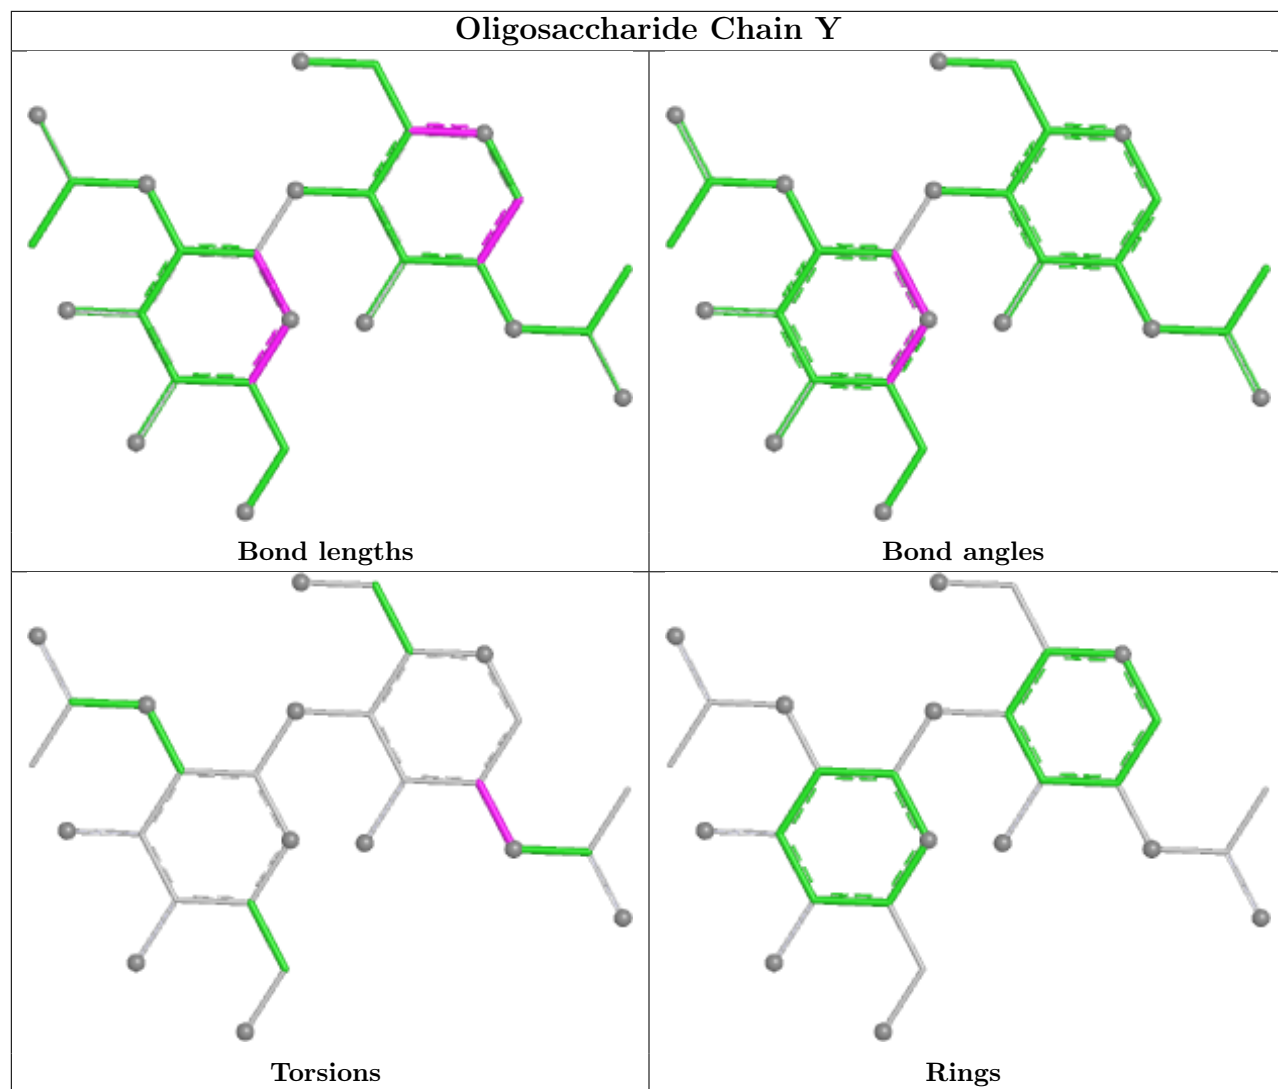 Oligosaccharide Chain Y
Bond lengths
Bond angles
Torsions
Rings